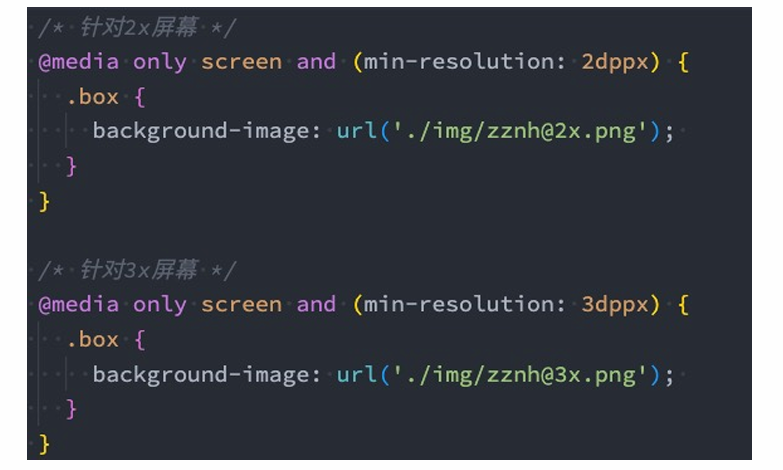 /* 针对2x屏幕 */
@media only screen and (min-resolution: 2dppx) {
.box {
background-image: url('./img/zznh@2x.png');
}
}
/* 针对3x屏幕 */
@media only screen and (min-resolution: 3dppx) {
.box {
background-image: url('./img/zznh@3x.png');
}
}